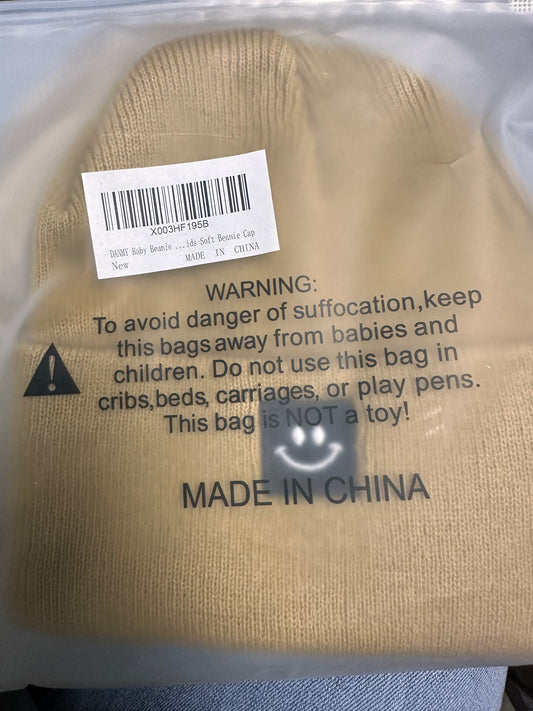 X003HF195B
DANMY Baby Beanie ...ids Soft Beanie Cap
New MADE IN CHINA
WARNING:
To avoid danger of suffocation,keep
this bags away from babies and
children. Do not use this bag in
cribs,beds, carriages, or play pens.
This bag is NOT a toy!
MADE IN CHINA